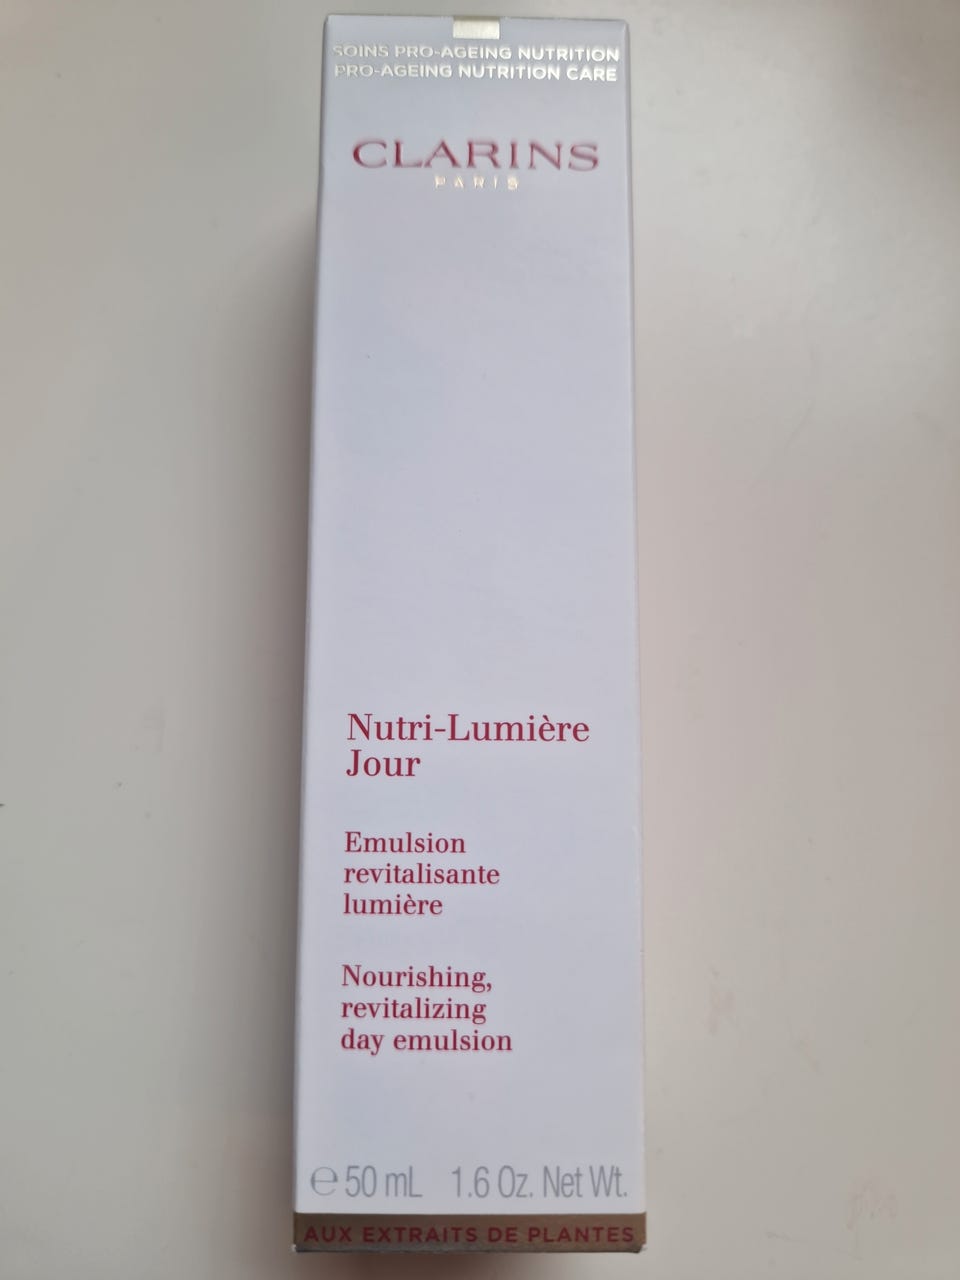 SOINS PRO-AGEING NUTRITION
PRO-AGEING NUTRITION CARE
CLARINS
PARIS
Nutri-Lumière
Jour
Emulsion
revitalisante
lumière
Nourishing,
revitalizing
day emulsion
℮ 50 mL 1.6 Oz. Net Wt.
AUX EXTRAITS DE PLANTES